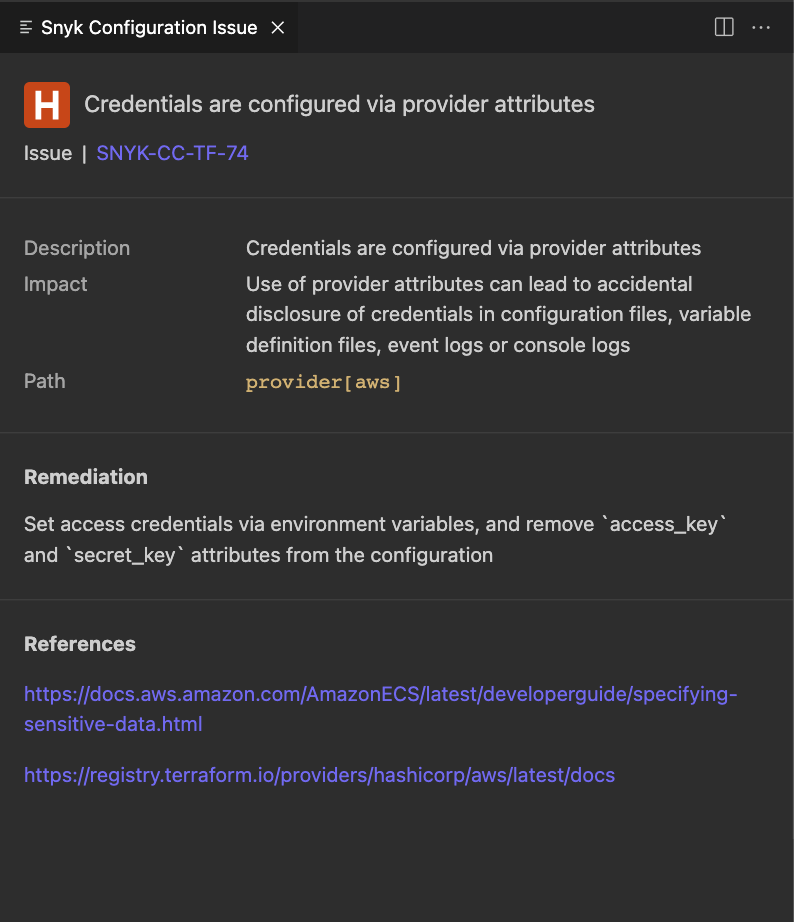 Snyk Configuration Issue
H Credentials are configured via provider attributes
Issue | SNYK-CC-TF-74
Description Credentials are configured via provider attributes
Impact Use of provider attributes can lead to accidental
disclosure of credentials in configuration files, variable
definition files, event logs or console logs
Path provider[aws]
Remediation
Set access credentials via environment variables, and remove `access_key`
and `secret_key` attributes from the configuration
References
https://docs.aws.amazon.com/AmazonECS/latest/developerguide/specifying-
sensitive-data.html
https://registry.terraform.io/providers/hashicorp/aws/latest/docs